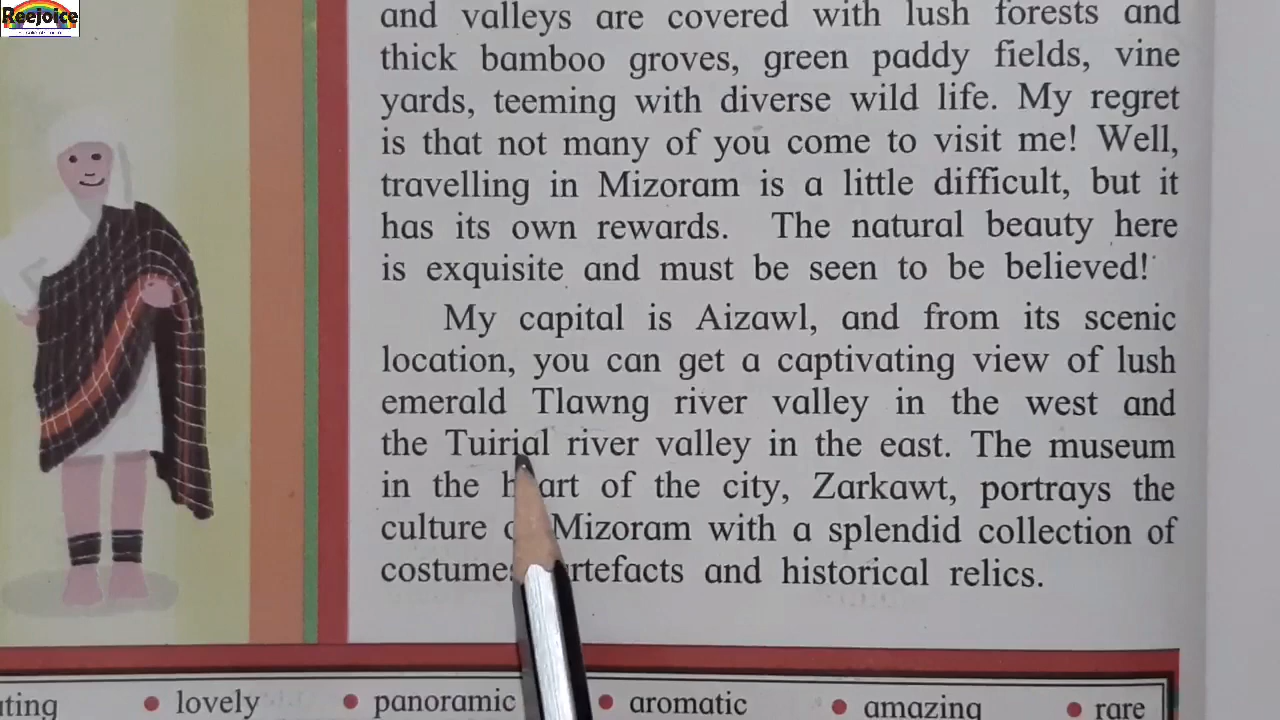 Reejoice
and valleys are covered with lush forests and
thick bamboo groves, green paddy fields, vine
yards, teeming with diverse wild life. My regret
is that not many of you come to visit me! Well,
travelling in Mizoram is a little difficult, but it
has its own rewards. The natural beauty here
is exquisite and must be seen to be believed!
My capital is Aizawl, and from its scenic
location, you can get a captivating view of lush
emerald Tlawng river valley in the west and
the Tuirial river valley in the east. The museum
in the heart of the city, Zarkawt, portrays the
culture of Mizoram with a splendid collection of
costumes artefacts and historical relics.
• lovely • panoramic • aromatic • amazing • rare